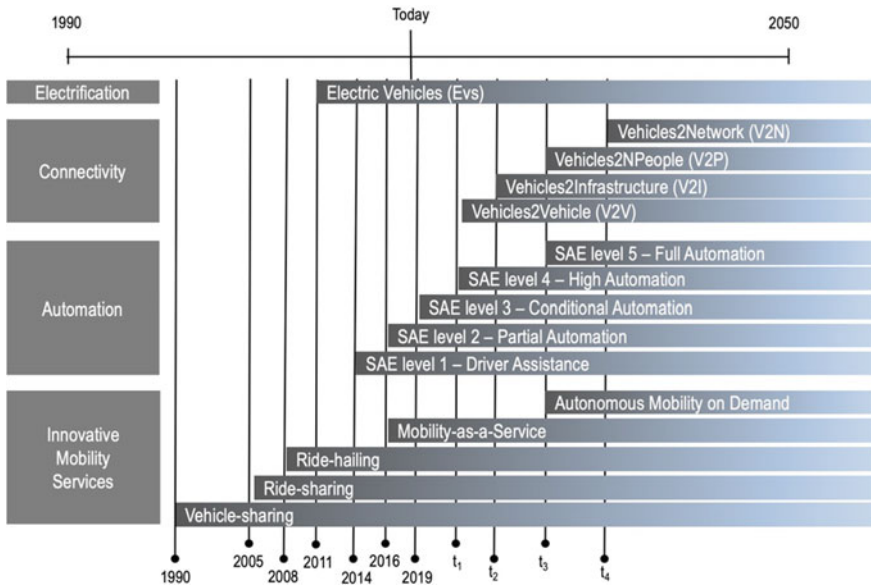 Today
1990
2050
Electrification
Electric Vehicles (Evs)
Connectivity
Vehicles2Network (V2N)
Vehicles2NPeople (V2P)
Vehicles2Infrastructure (V2I)
Vehicles2Vehicle (V2V)
Automation
SAE level 5 – Full Automation
SAE level 4 – High Automation
SAE level 3 – Conditional Automation
SAE level 2 – Partial Automation
SAE level 1 – Driver Assistance
Innovative
Mobility
Services
Autonomous Mobility on Demand
Mobility-as-a-Service
Ride-hailing
Ride-sharing
Vehicle-sharing
1990
2005
2008
2011
2014
2016
2019
t₁
t₂
t₃
t₄